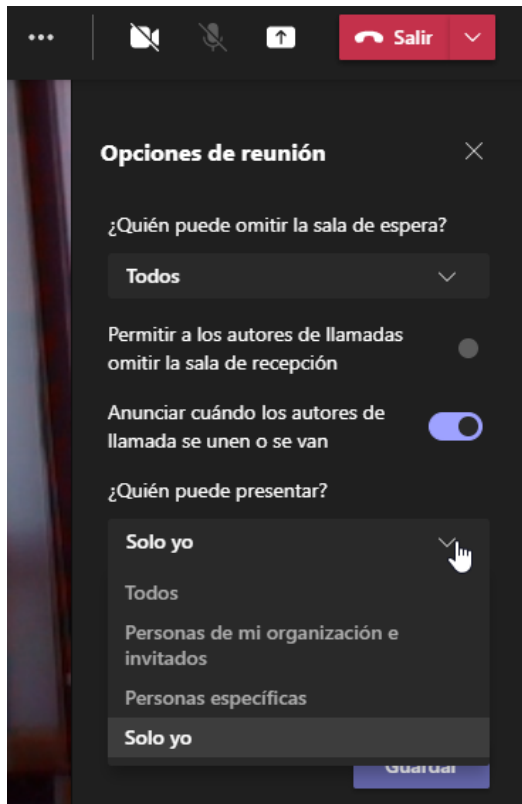 Salir
Opciones de reunión
¿Quién puede omitir la sala de espera?
Todos
Permitir a los autores de llamadas
omitir la sala de recepción
Anunciar cuándo los autores de
llamada se unen o se van
¿Quién puede presentar?
Solo yo
Todos
Personas de mi organización e
invitados
Personas específicas
Solo yo
Guardar